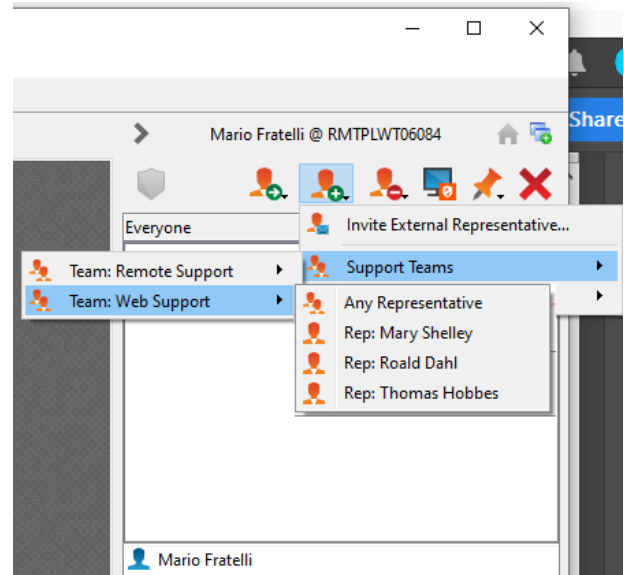 Mario Fratelli @ RMTPLWT06084
Share
Everyone
Invite External Representative...
Support Teams
Team: Remote Support
Team: Web Support
Any Representative
Rep: Mary Shelley
Rep: Roald Dahl
Rep: Thomas Hobbes
Mario Fratelli